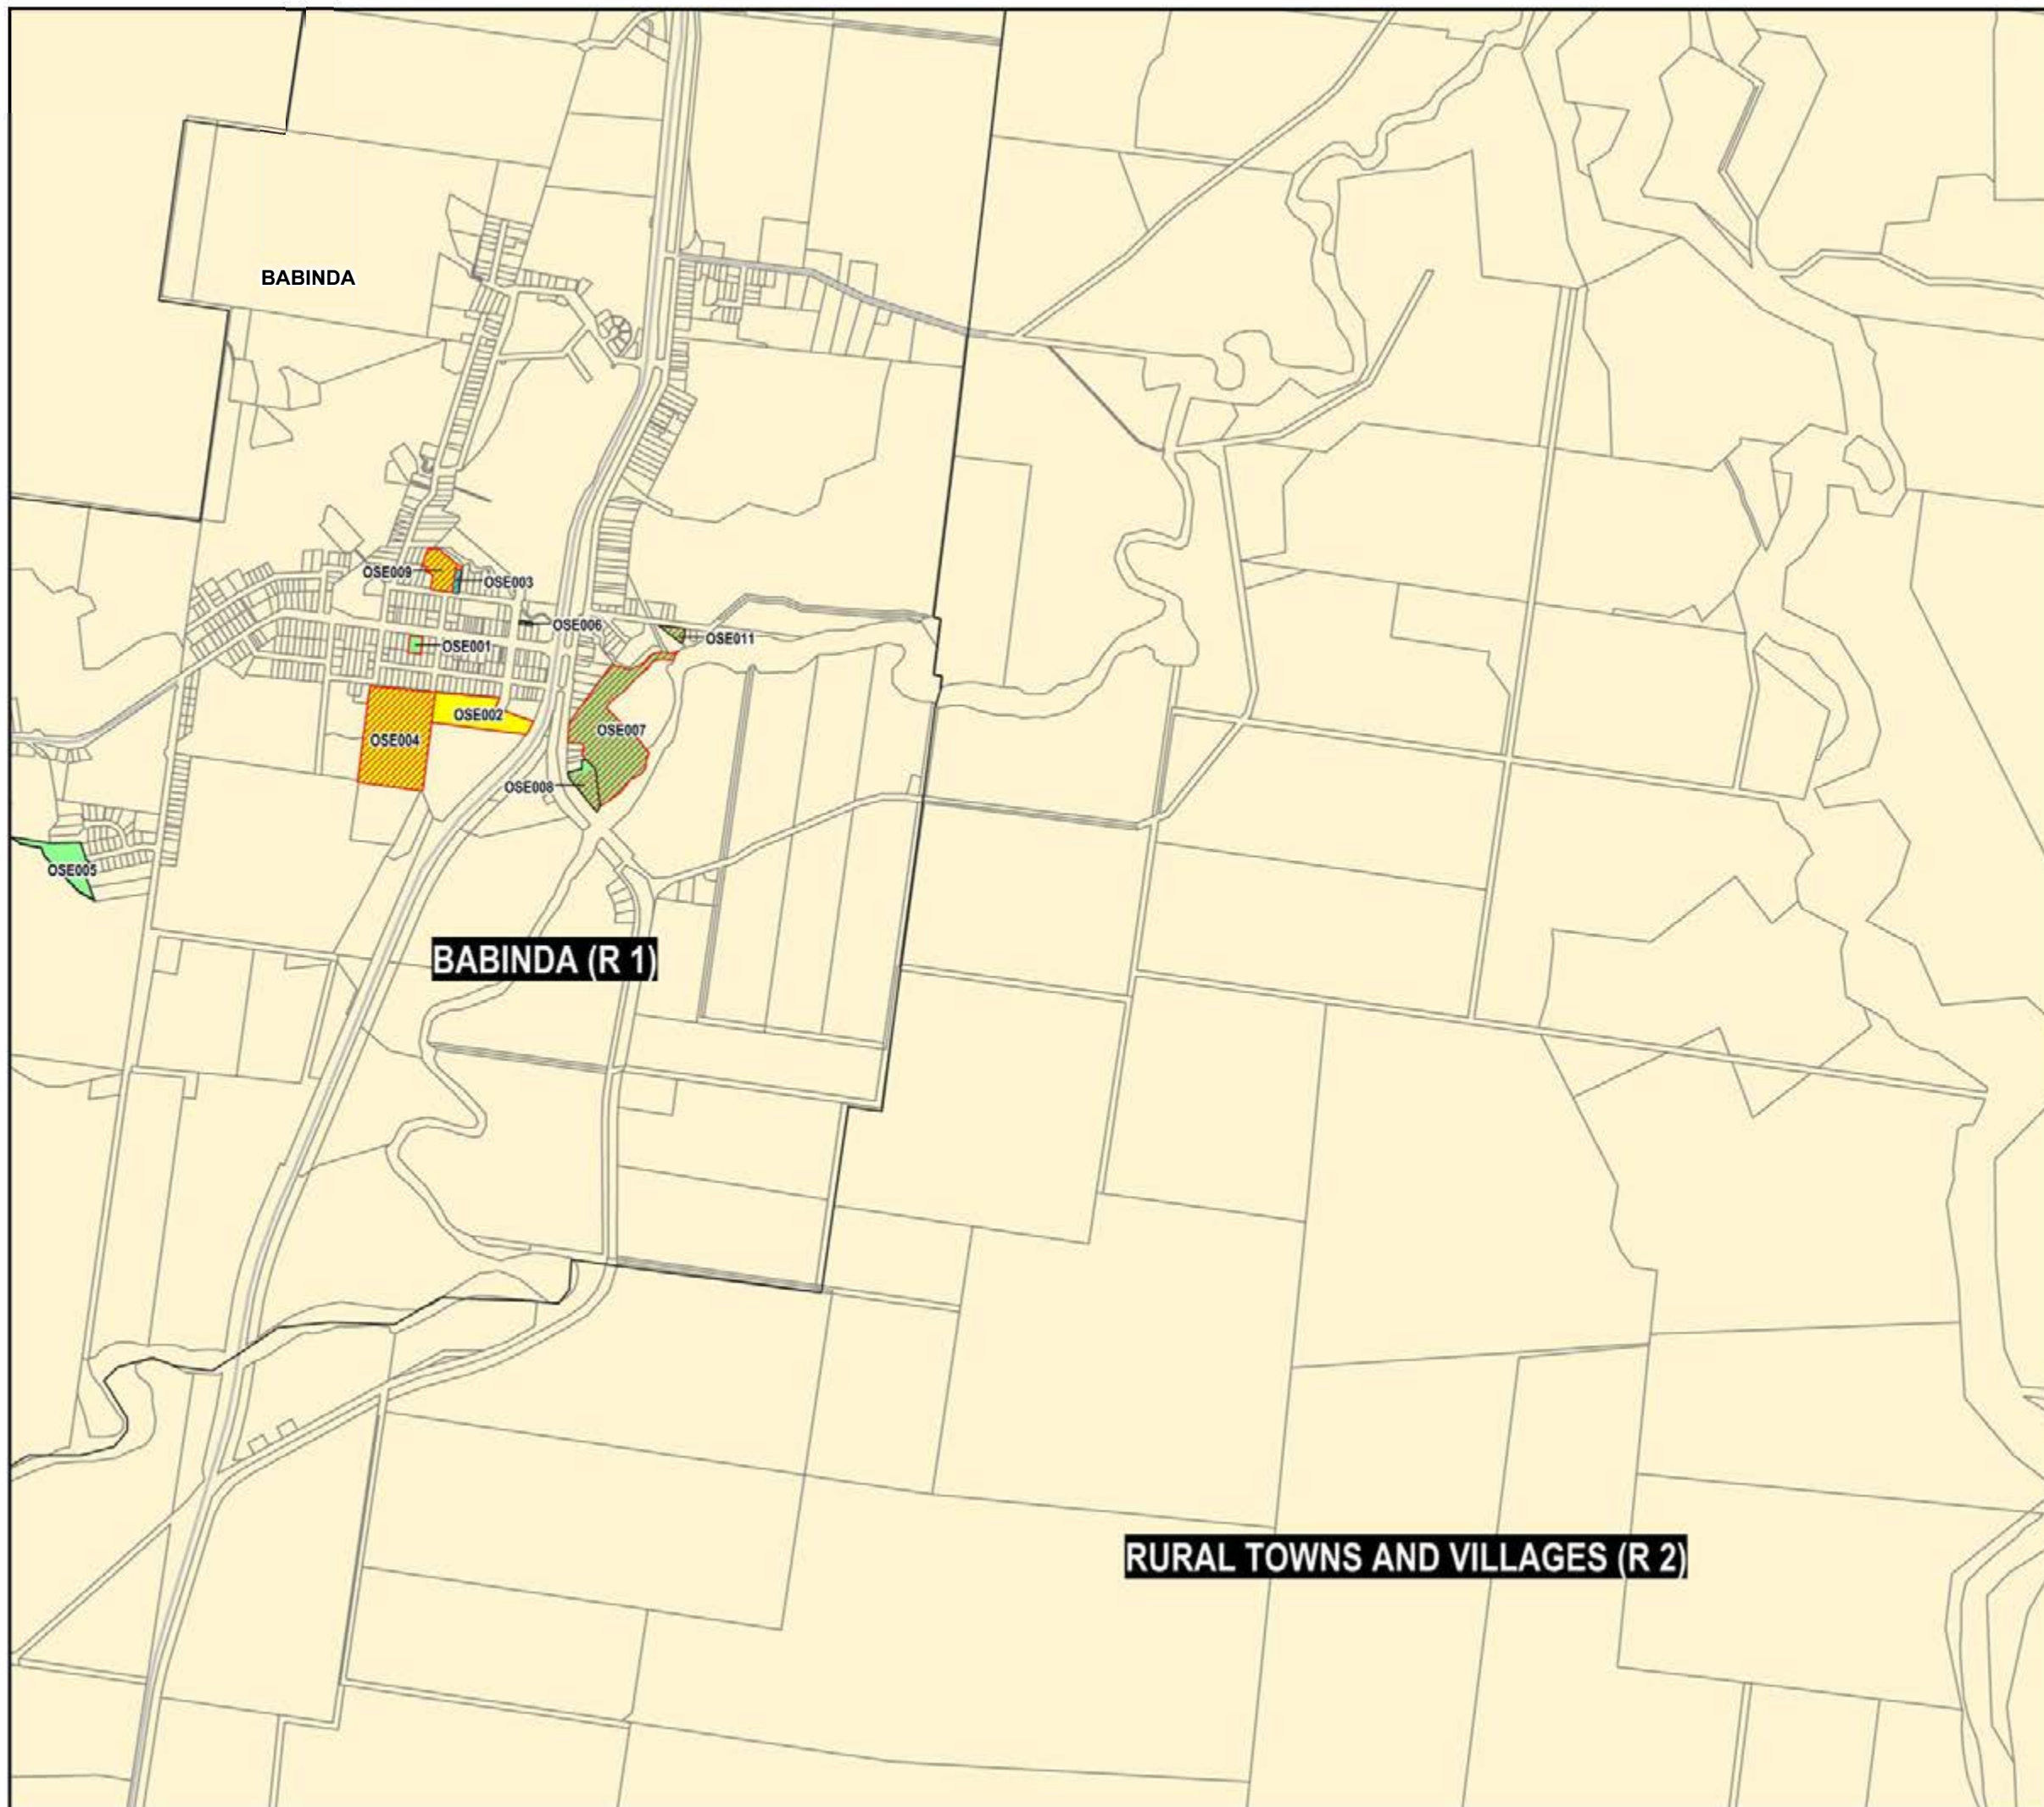 BABINDA
OSE009
OSE003
OSE006
OSE011
OSE001
OSE002
OSE007
OSE004
OSE008
OSE005
BABINDA (R 1)
RURAL TOWNS AND VILLAGES (R 2)